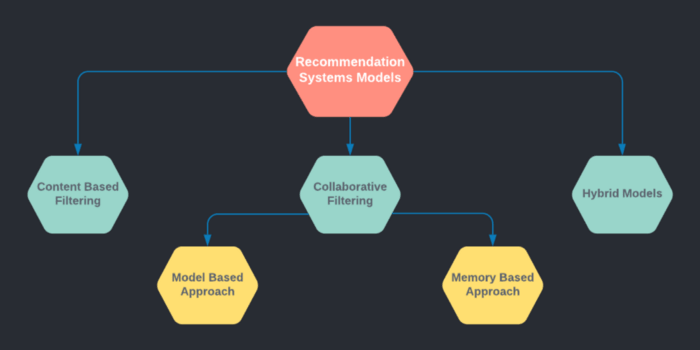 Recommendation
Systems Models
Content Based
Filtering
Collaborative
Filtering
Hybrid Models
Model Based
Approach
Memory Based
Approach